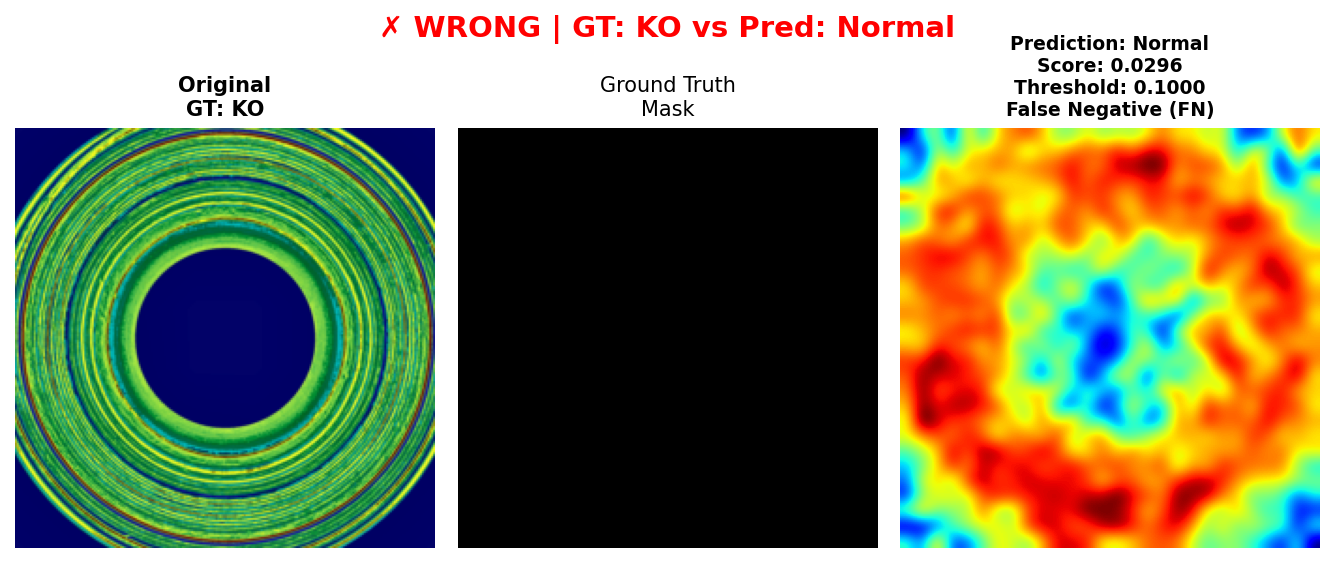 ✗ WRONG | GT: KO vs Pred: Normal
Original
GT: KO
Ground Truth
Mask
Prediction: Normal
Score: 0.0296
Threshold: 0.1000
False Negative (FN)